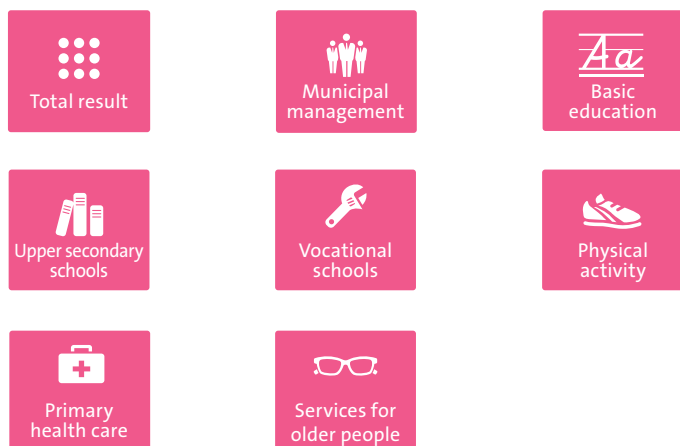 Total result
Municipal
management
Aa
Basic
education
Upper secondary
schools
Vocational
schools
Physical
activity
Primary
health care
Services for
older people